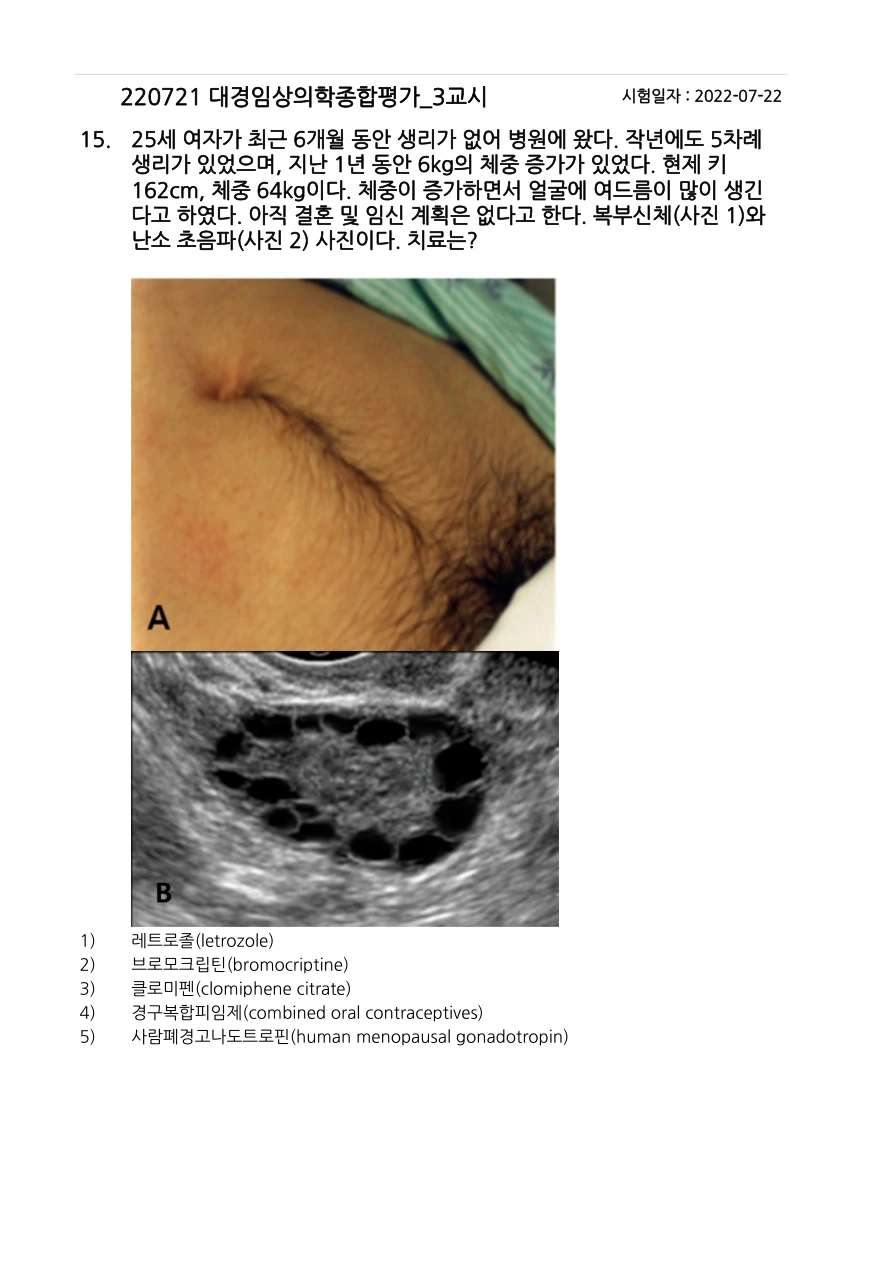 220721 대경임상의학종합평가_3교시
시험일자 : 2022-07-22
15. 25세 여자가 최근 6개월 동안 생리가 없어 병원에 왔다. 작년에도 5차례
생리가 있었으며, 지난 1년 동안 6kg의 체중 증가가 있었다. 현제 키
162cm, 체중 64kg이다. 체중이 증가하면서 얼굴에 여드름이 많이 생긴
다고 하였다. 아직 결혼 및 임신 계획은 없다고 한다. 복부신체(사진 1)와
난소 초음파(사진 2) 사진이다. 치료는?
A
B
1) 레트로졸(letrozole)
2) 브로모크립틴(bromocriptine)
3) 클로미펜(clomiphene citrate)
4) 경구복합피임제(combined oral contraceptives)
5) 사람폐경고나도트로핀(human menopausal gonadotropin)